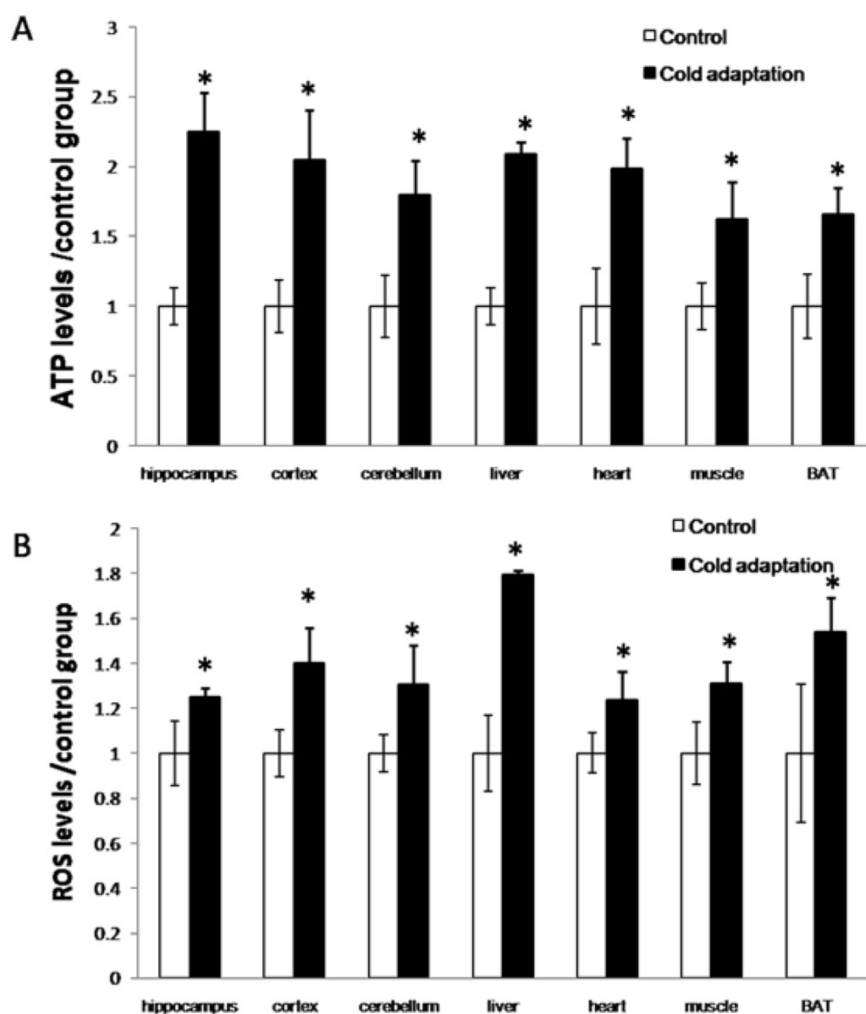 A
ATP levels /control group
3
2.5
2
1.5
1
0.5
0
Control
Cold adaptation
* * * * * * *
hippocampus cortex cerebellum liver heart muscle BAT
B
ROS levels /control group
2
1.8
1.6
1.4
1.2
1
0.8
0.6
0.4
0.2
0
Control
Cold adaptation
* * * * * * *
hippocampus cortex cerebellum liver heart muscle BAT